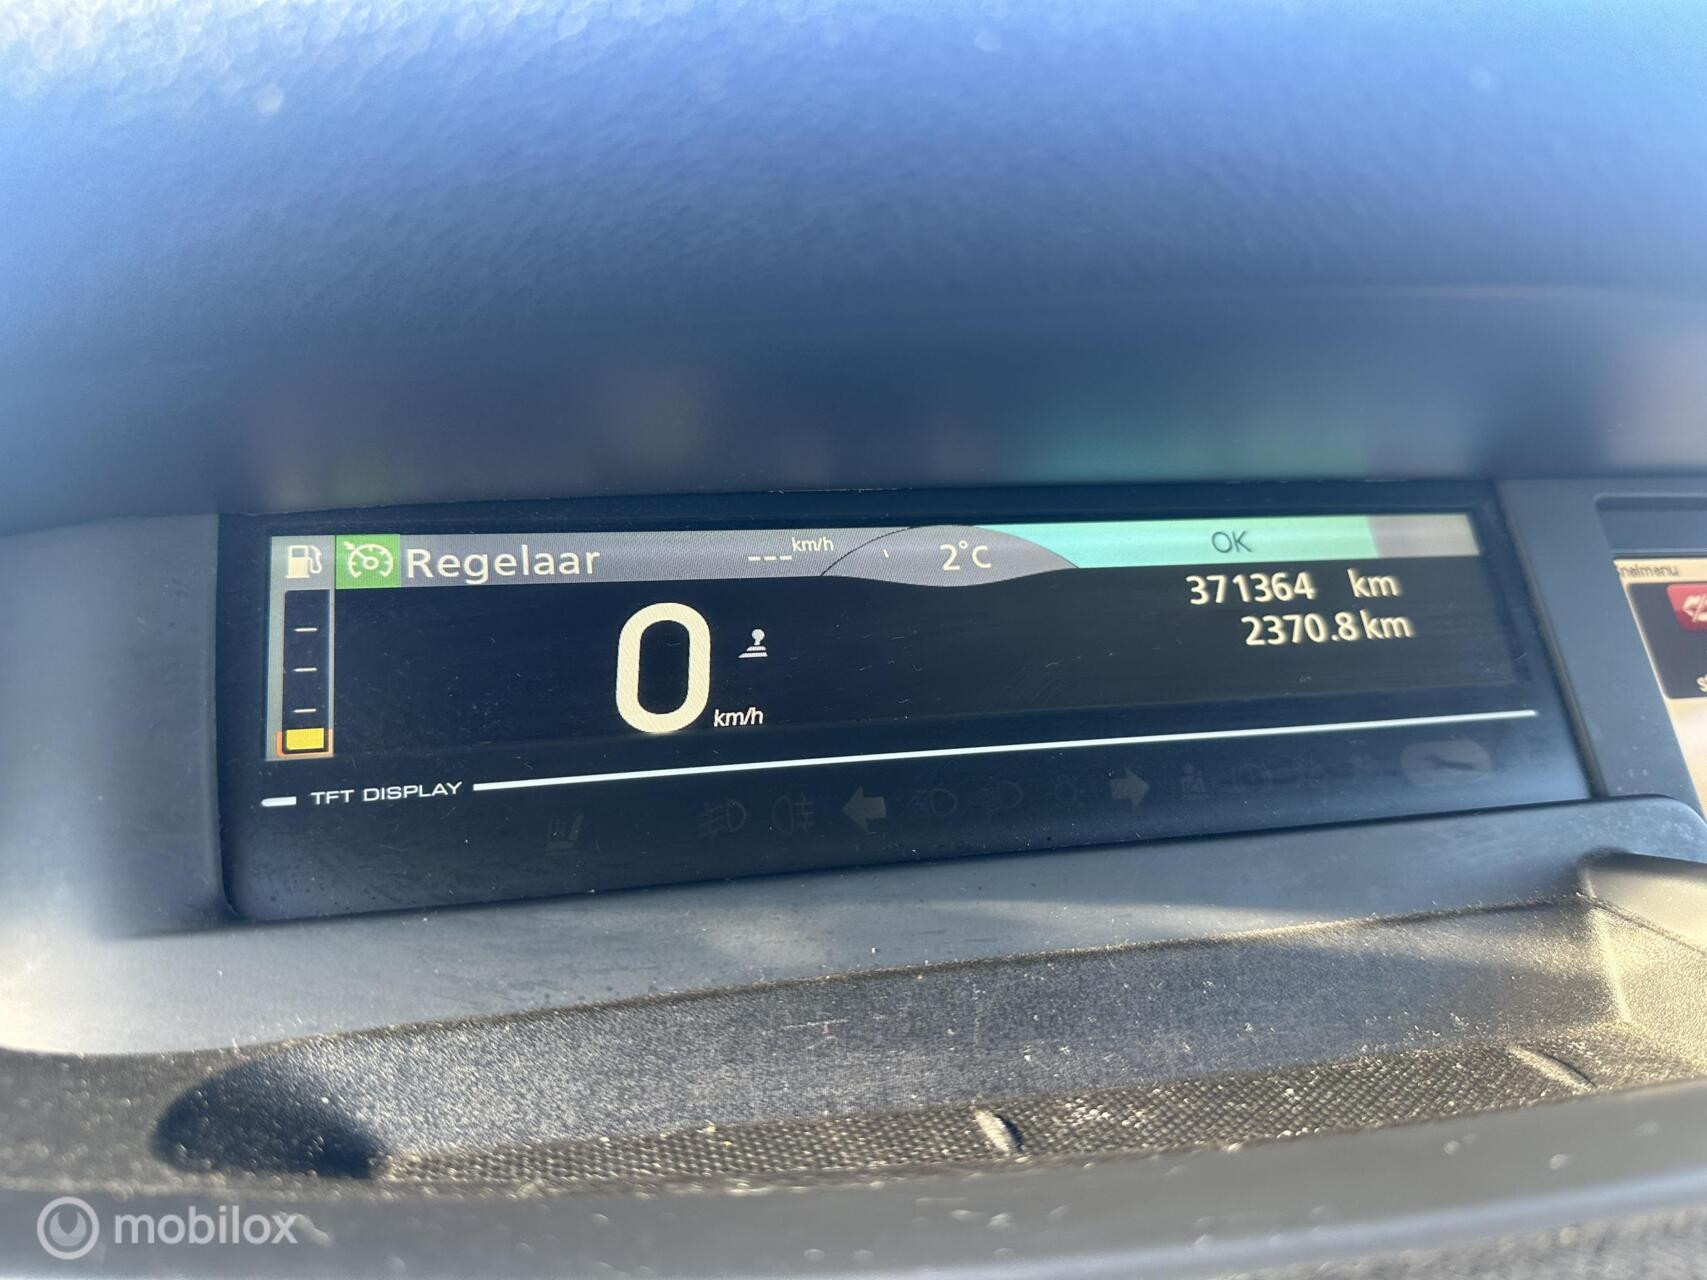 Regelaar --- km/h 2°C OK
371364 km
2370.8 km
0 km/h
TFT DISPLAY
mobilox